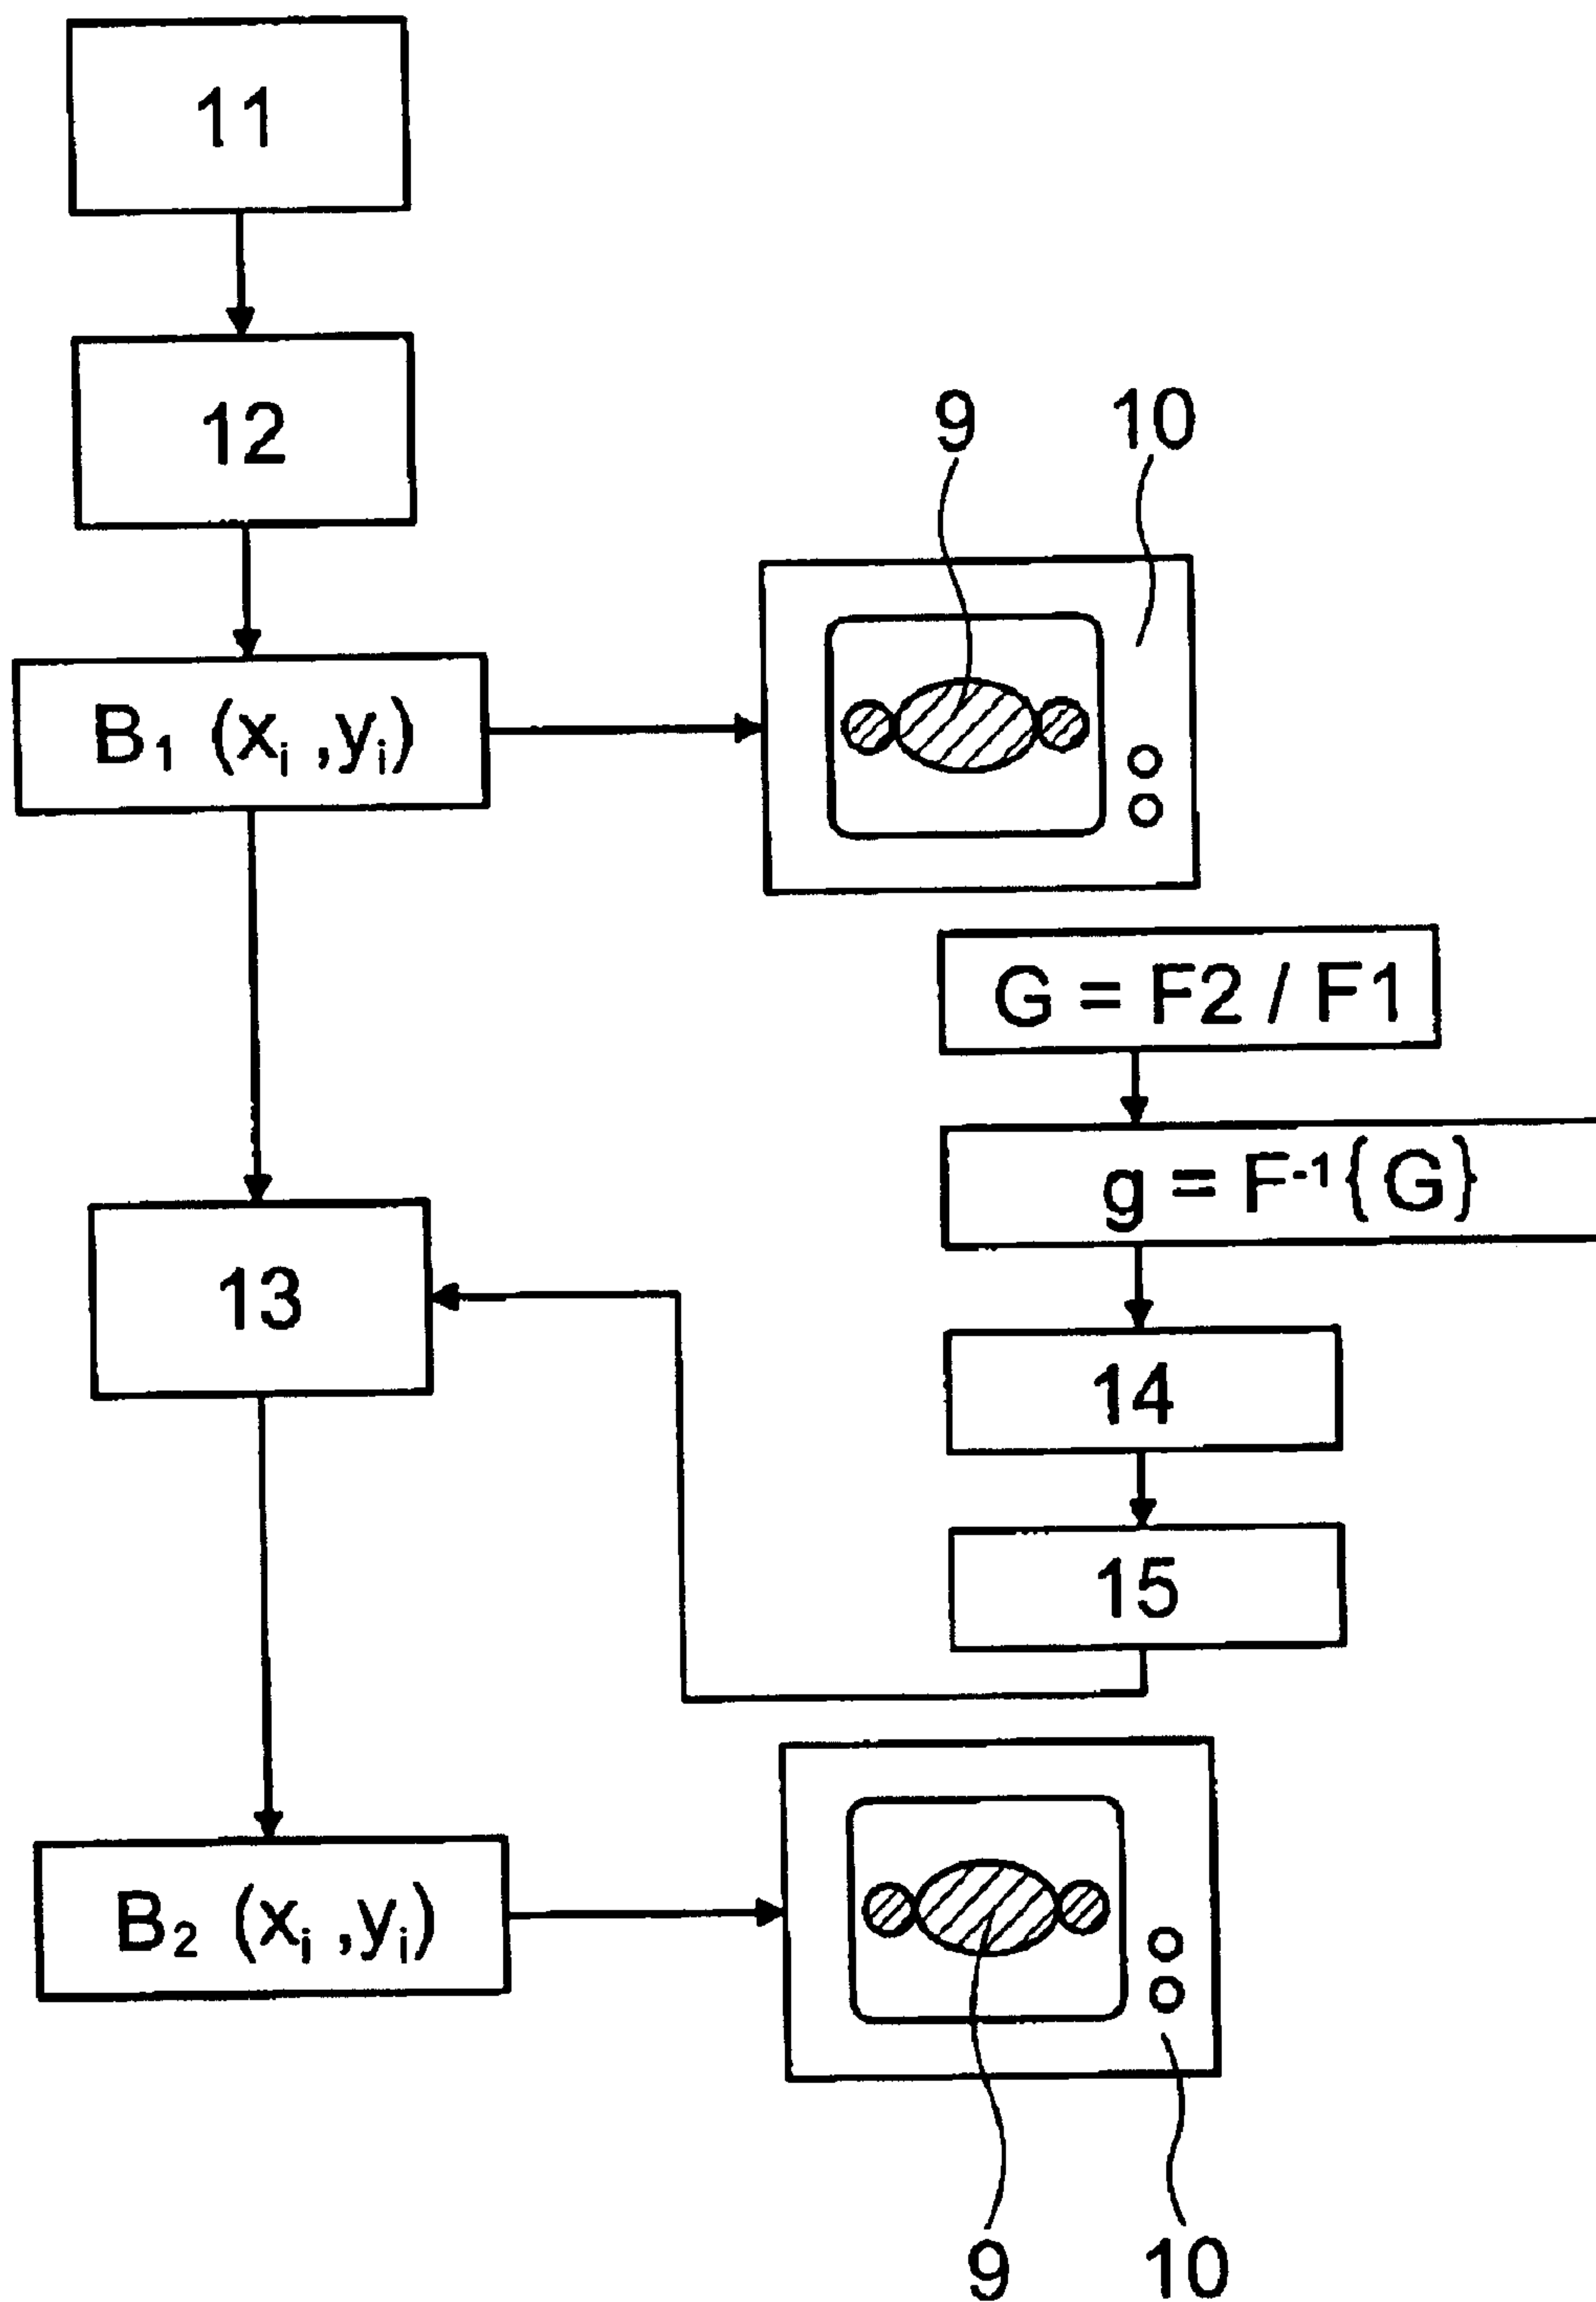 11
12
9 10
B₁ (xᵢ ,yᵢ)
G = F2 / F1
g = F⁻¹{G}
13
14
15
B₂ (xᵢ ,yᵢ)
9 10